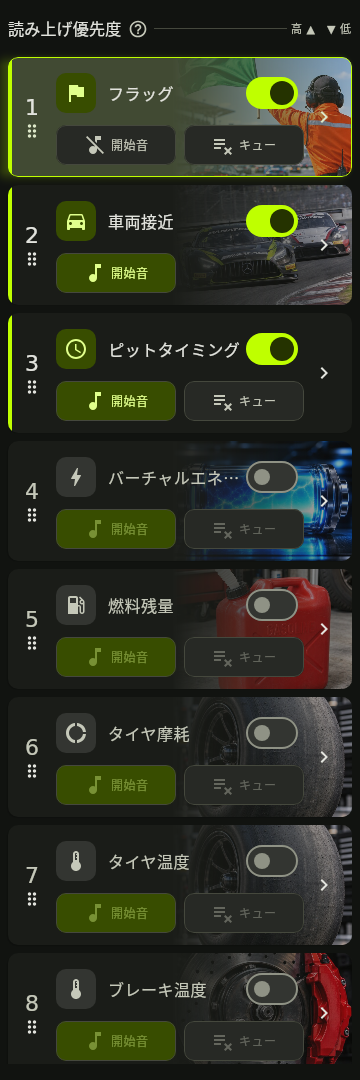 読み上げ優先度 高 ▲ ▼ 低
1 フラッグ
開始音 キュー
2 車両接近
開始音
3 ピットタイミング
開始音 キュー
4 バーチャルエネ…
開始音 キュー
5 燃料残量
開始音 キュー
6 タイヤ摩耗
開始音 キュー
7 タイヤ温度
開始音 キュー
8 ブレーキ温度
開始音 キュー